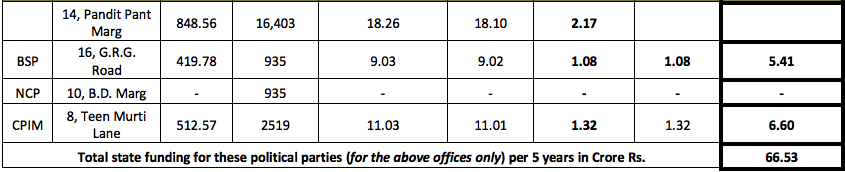 14, Pandit Pant Marg 848.56 16,403 18.26 18.10 2.17
BSP 16, G.R.G. Road 419.78 935 9.03 9.02 1.08 1.08 5.41
NCP 10, B.D. Marg - 935 - - - - -
CPIM 8, Teen Murti Lane 512.57 2519 11.03 11.01 1.32 1.32 6.60
Total state funding for these political parties (for the above offices only) per 5 years in Crore Rs. 66.53